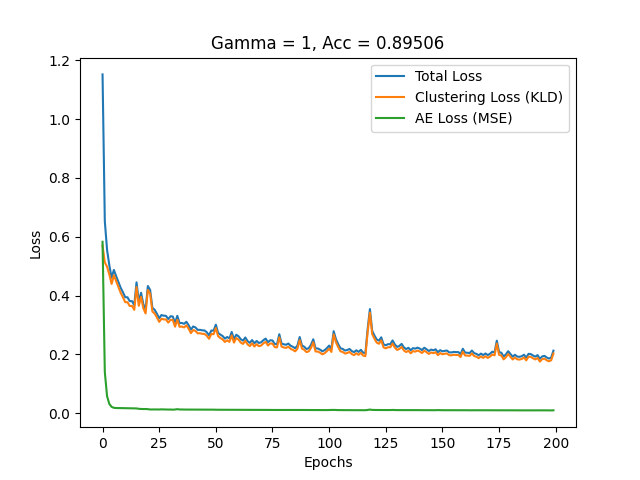 Gamma = 1, Acc = 0.89506
Total Loss
Clustering Loss (KLD)
AE Loss (MSE)
1.2
1.0
0.8
0.6
0.4
0.2
0.0
Loss
0 25 50 75 100 125 150 175 200
Epochs